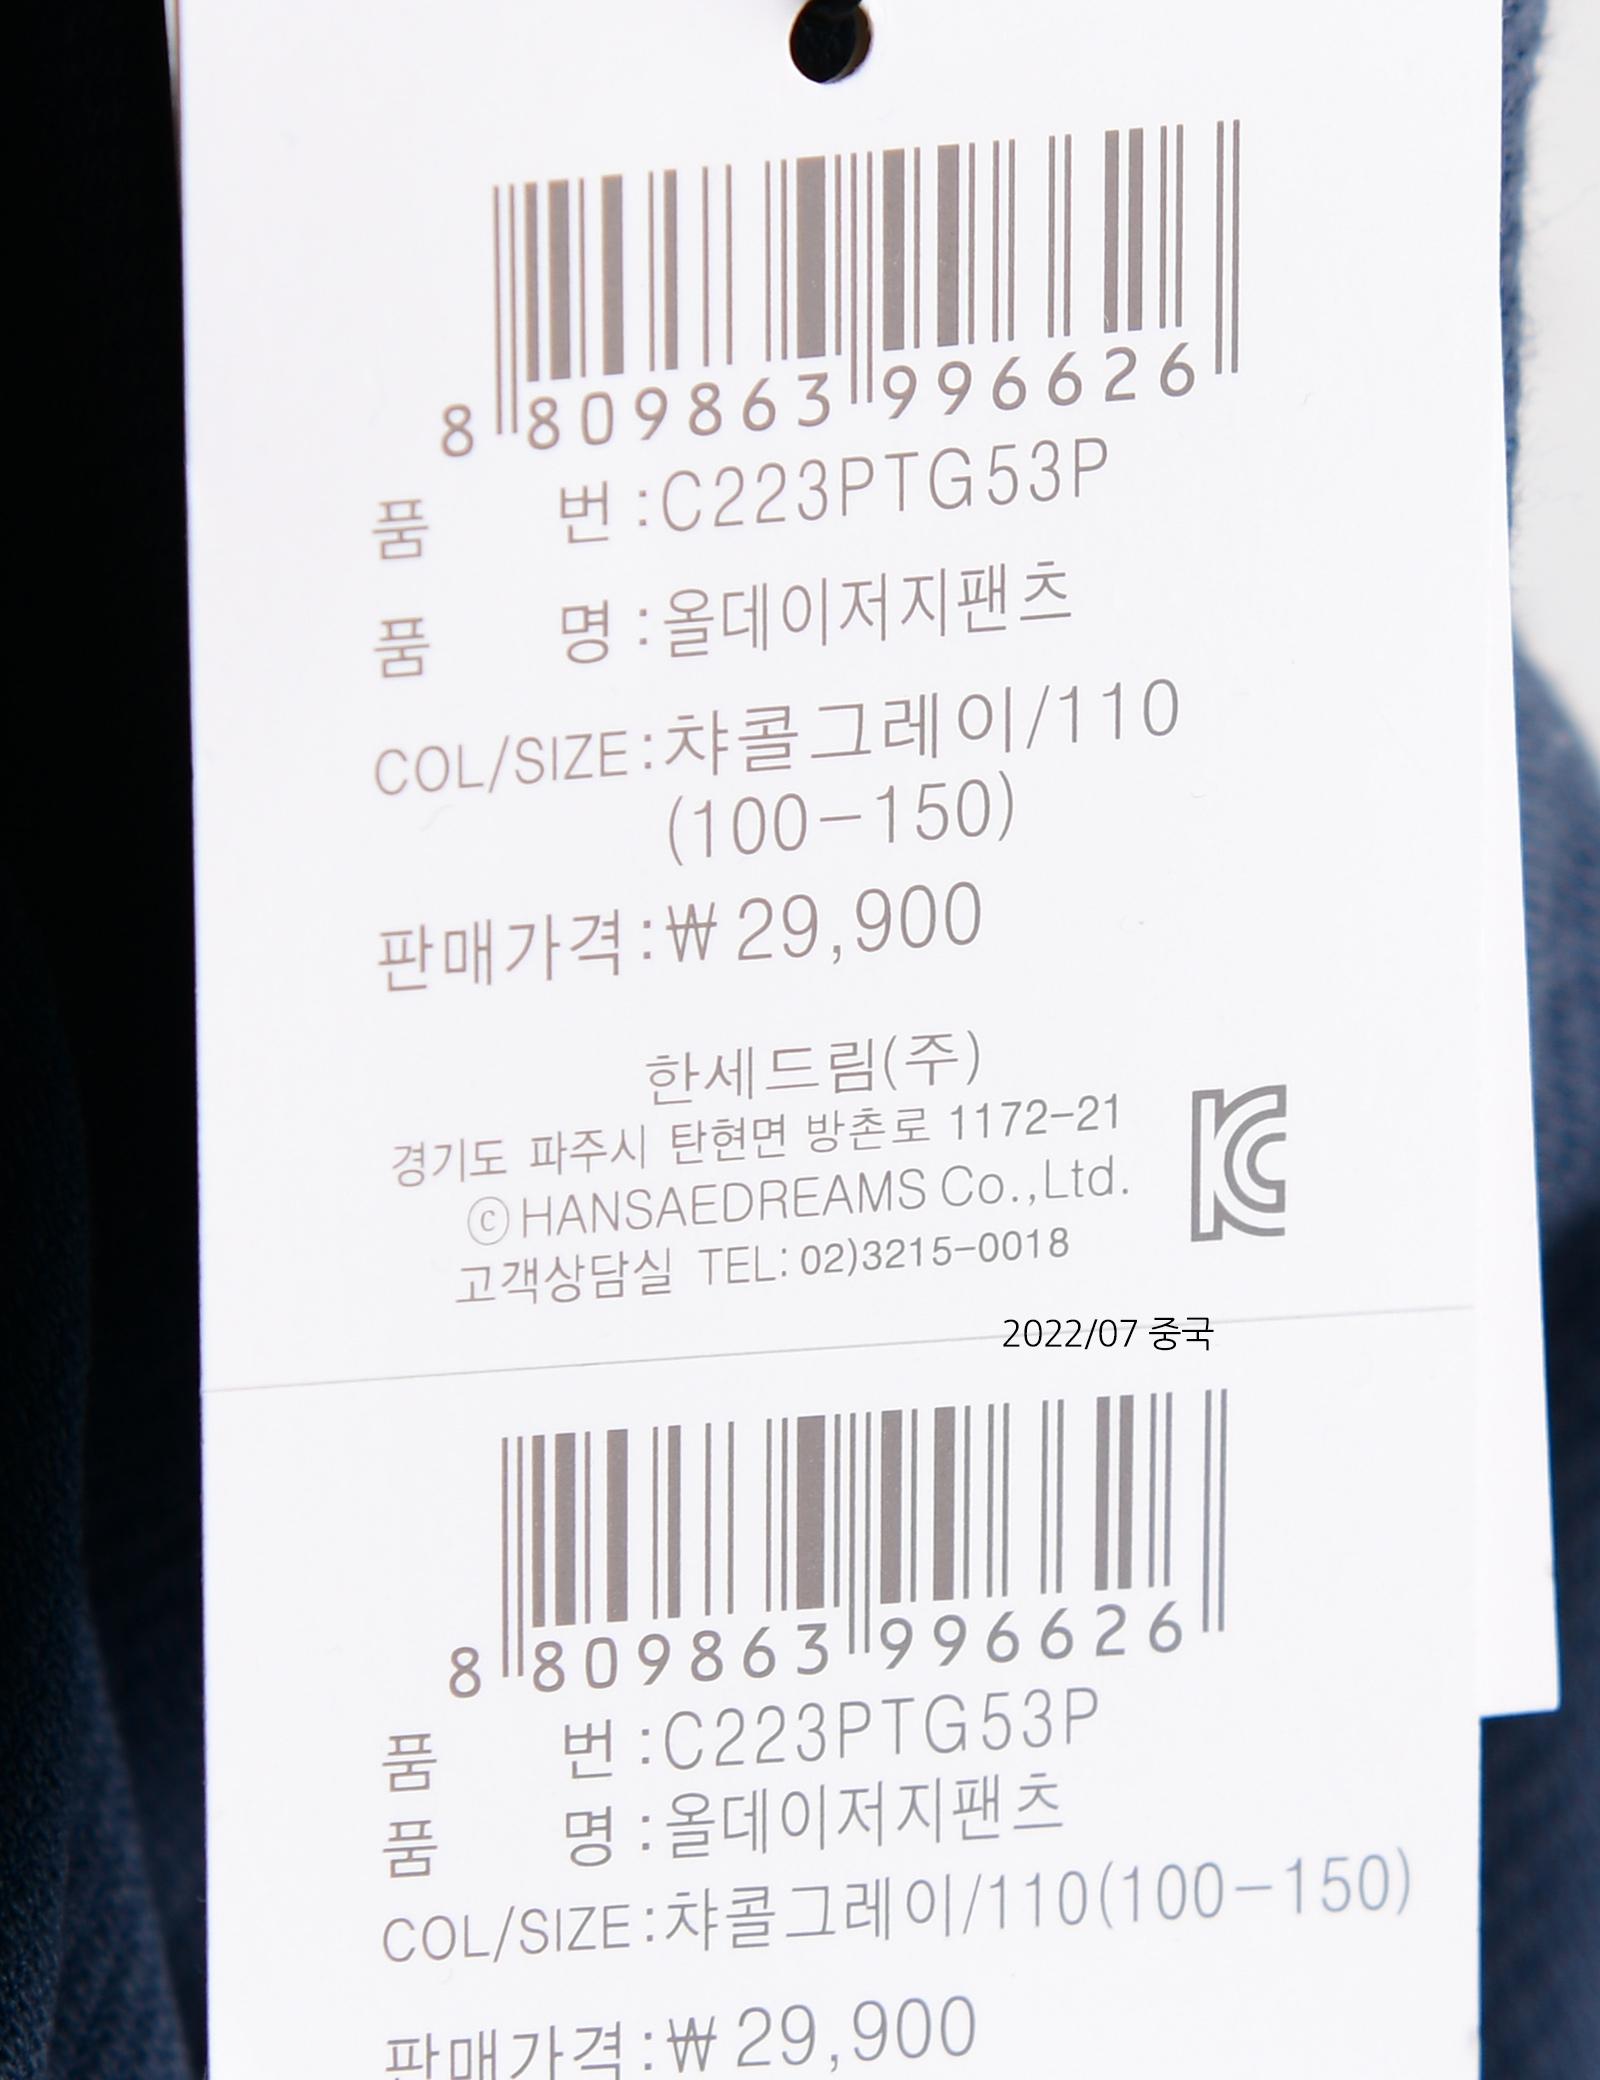 8 809863 996626
품 번 : C223PTG53P
품 명 : 올데이저지팬츠
COL/SIZE : 챠콜그레이/110
(100-150)
판매가격 : ₩ 29,900
한세드림(주)
경기도 파주시 탄현면 방촌로 1172-21
ⓒHANSAEDREAMS Co.,Ltd.
고객상담실 TEL: 02)3215-0018
2022/07 중국
8 809863 996626
품 번 : C223PTG53P
품 명 : 올데이저지팬츠
COL/SIZE : 챠콜그레이/110(100-150)
판매가격 : ₩ 29,900